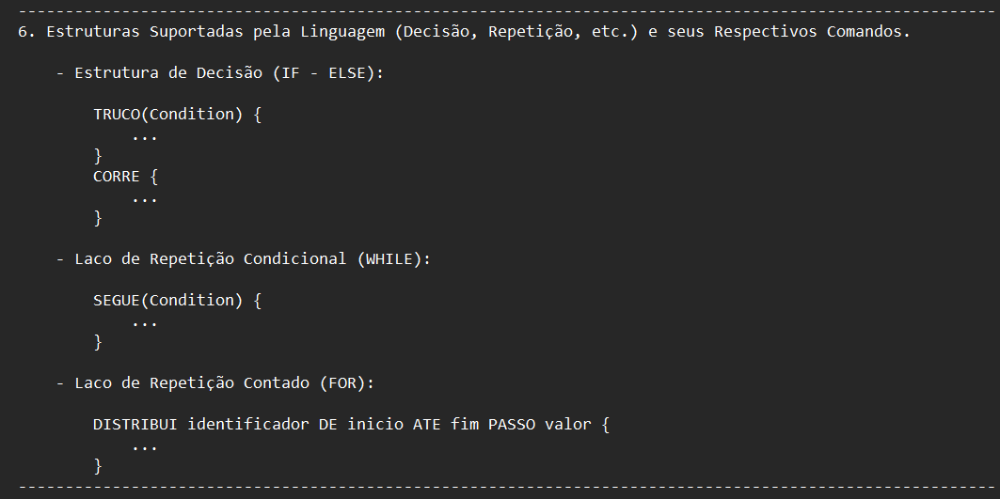 --------------------------------------------------------------------------------------------------------
6. Estruturas Suportadas pela Linguagem (Decisão, Repetição, etc.) e seus Respectivos Comandos.
- Estrutura de Decisão (IF - ELSE):
TRUCO(Condition) {
...
}
CORRE {
...
}
- Laco de Repetição Condicional (WHILE):
SEGUE(Condition) {
...
}
- Laco de Repetição Contado (FOR):
DISTRIBUI identificador DE inicio ATE fim PASSO valor {
...
}
--------------------------------------------------------------------------------------------------------